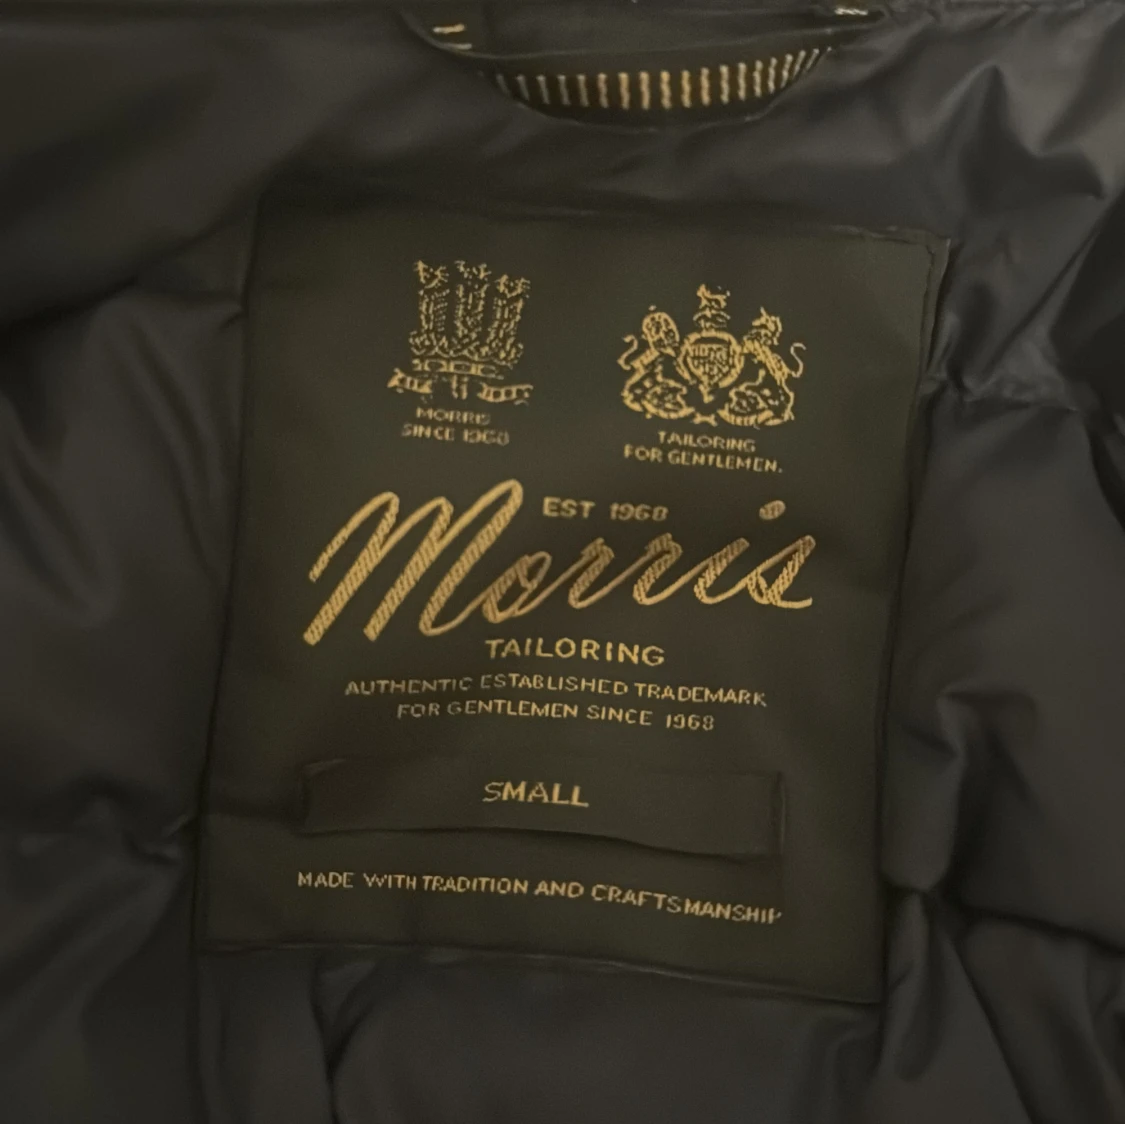 MORRIS
SINCE 1968
TAILORING
FOR GENTLEMEN.
EST 1968
Morris
TAILORING
AUTHENTIC ESTABLISHED TRADEMARK
FOR GENTLEMEN SINCE 1968
SMALL
MADE WITH TRADITION AND CRAFTSMANSHIP